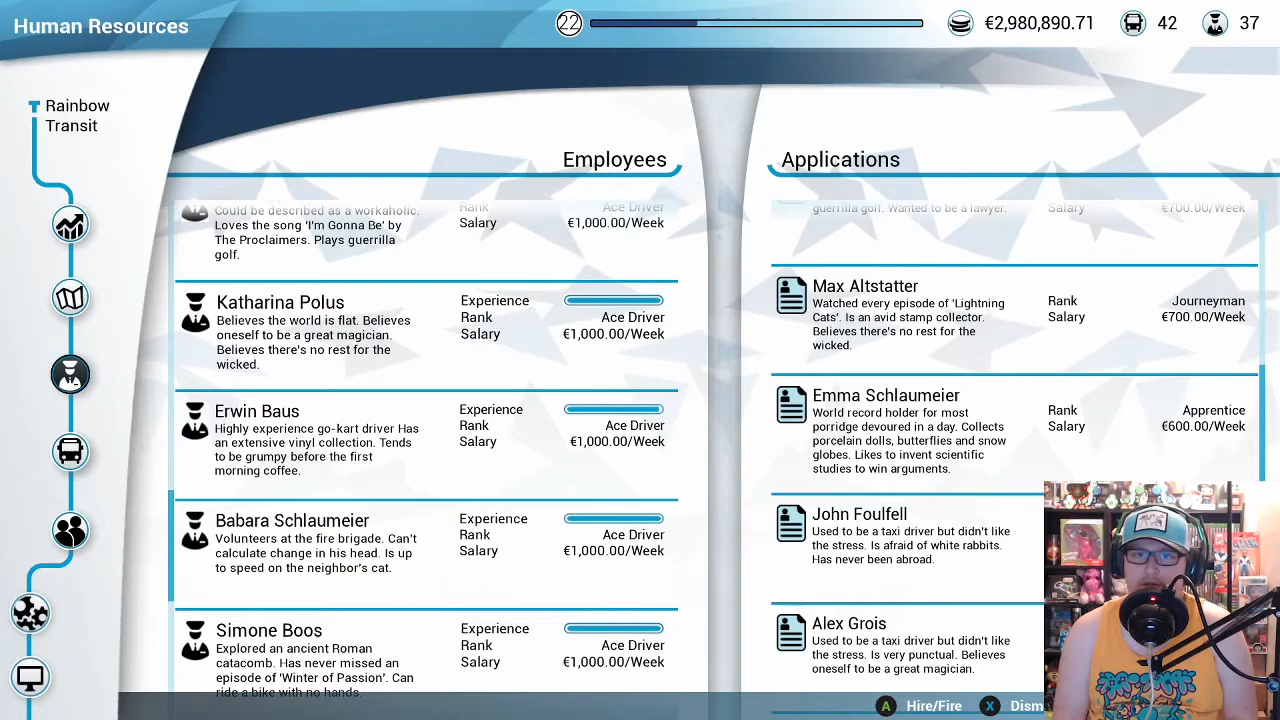 Human Resources
22
€2,980,890.71
42
37
Rainbow
Transit
Employees
Could be described as a workaholic.
Loves the song 'I'm Gonna Be' by
The Proclaimers. Plays guerrilla
golf.
Rank Ace Driver
Salary €1,000.00/Week
Katharina Polus
Believes the world is flat. Believes
oneself to be a great magician.
Believes there's no rest for the
wicked.
Experience
Rank Ace Driver
Salary €1,000.00/Week
Erwin Baus
Highly experience go-kart driver Has
an extensive vinyl collection. Tends
to be grumpy before the first
morning coffee.
Experience
Rank Ace Driver
Salary €1,000.00/Week
Babara Schlaumeier
Volunteers at the fire brigade. Can't
calculate change in his head. Is up
to speed on the neighbor's cat.
Experience
Rank Ace Driver
Salary €1,000.00/Week
Simone Boos
Explored an ancient Roman
catacomb. Has never missed an
episode of 'Winter of Passion'. Can
ride a bike with no hands.
Experience
Rank Ace Driver
Salary €1,000.00/Week
Applications
guerrilla golf. Wanted to be a lawyer.
Salary €700.00/Week
Max Altstatter
Watched every episode of 'Lightning
Cats'. Is an avid stamp collector.
Believes there's no rest for the
wicked.
Rank Journeyman
Salary €700.00/Week
Emma Schlaumeier
World record holder for most
porridge devoured in a day. Collects
porcelain dolls, butterflies and snow
globes. Likes to invent scientific
studies to win arguments.
Rank Apprentice
Salary €600.00/Week
John Foulfell
Used to be a taxi driver but didn't like
the stress. Is afraid of white rabbits.
Has never been abroad.
Alex Grois
Used to be a taxi driver but didn't like
the stress. Is very punctual. Believes
oneself to be a great magician.
A Hire/Fire X Dism